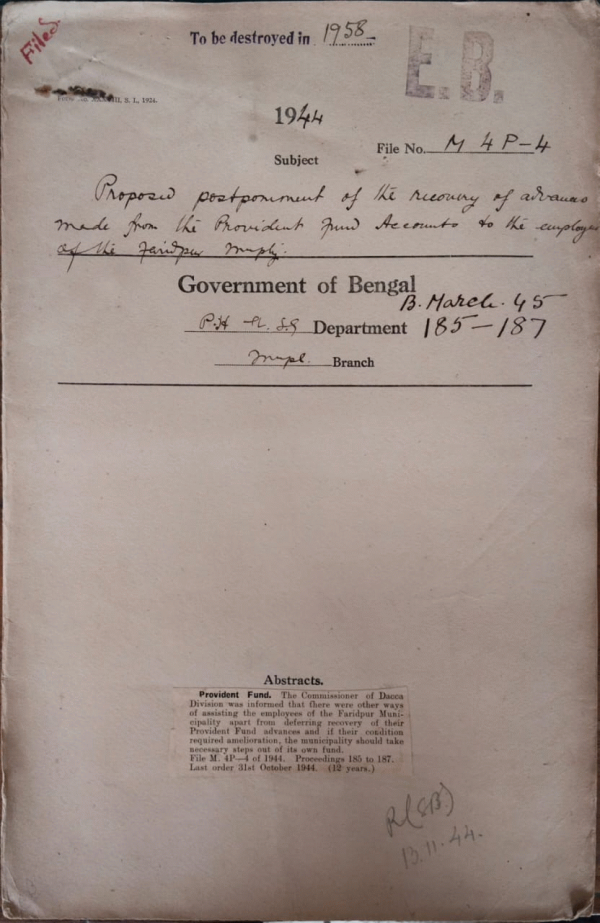 Filed.
To be destroyed in 1958
E.B.
III, B. I., 1924.
1944
File No. M 4P-4
Subject
Proposed postponment of the recovery of advances
made from the Provident Fund Accounts to the employees
of the Faridpur Muply.
Government of Bengal
B. March. 45
P.H & L.S.G Department 185-187
Mupl. Branch
Abstracts.
Provident Fund. The Commissioner of Dacca
Division was informed that there were other ways
of assisting the employees of the Faridpur Muni-
cipality apart from deferring recovery of their
Provident Fund advances and if their condition
required amelioration, the municipality should take
necessary steps out of its own fund.
File M. 4P—4 of 1944. Proceedings 185 to 187.
Last order 31st October 1944. (12 years.)
R(SB)
13.11.44.